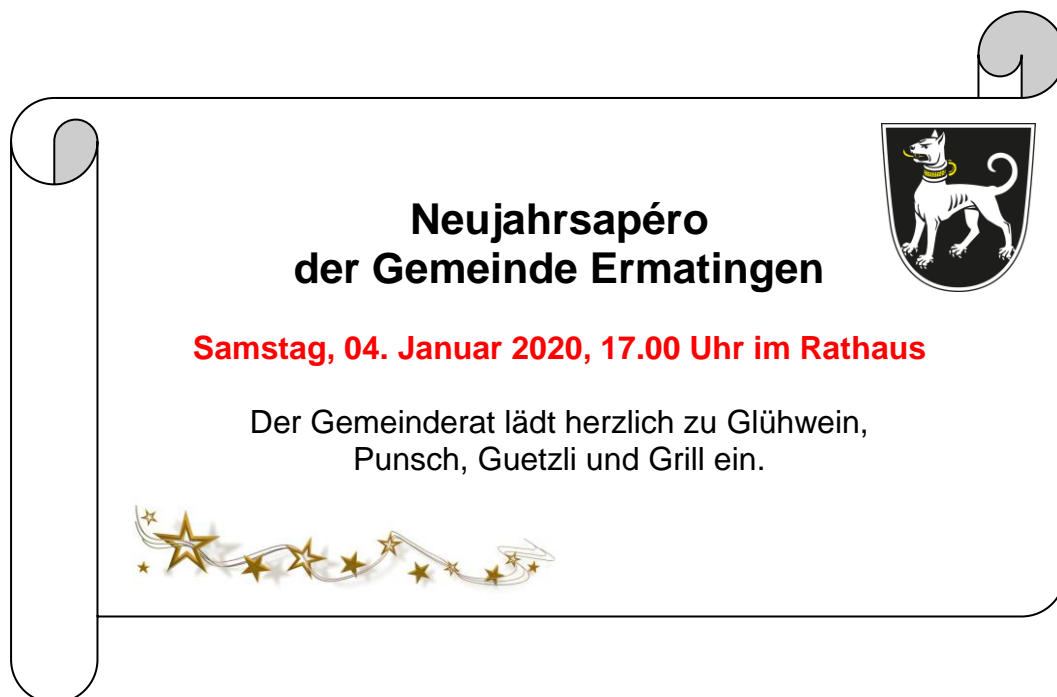 Neujahrsapéro
der Gemeinde Ermatingen
Samstag, 04. Januar 2020, 17.00 Uhr im Rathaus
Der Gemeinderat lädt herzlich zu Glühwein,
Punsch, Guetzli und Grill ein.